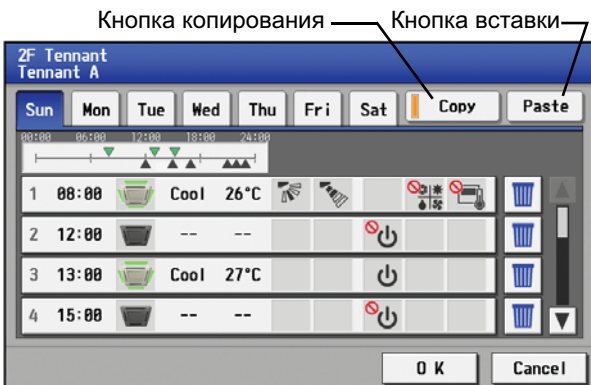 Кнопка копирования Кнопка вставки
2F Tennant
Tennant A
Sun Mon Tue Wed Thu Fri Sat Copy Paste
00:00 06:00 12:00 18:00 24:00
1 08:00 Cool 26°C
2 12:00 -- --
3 13:00 Cool 27°C
4 15:00 -- --
O K Cancel